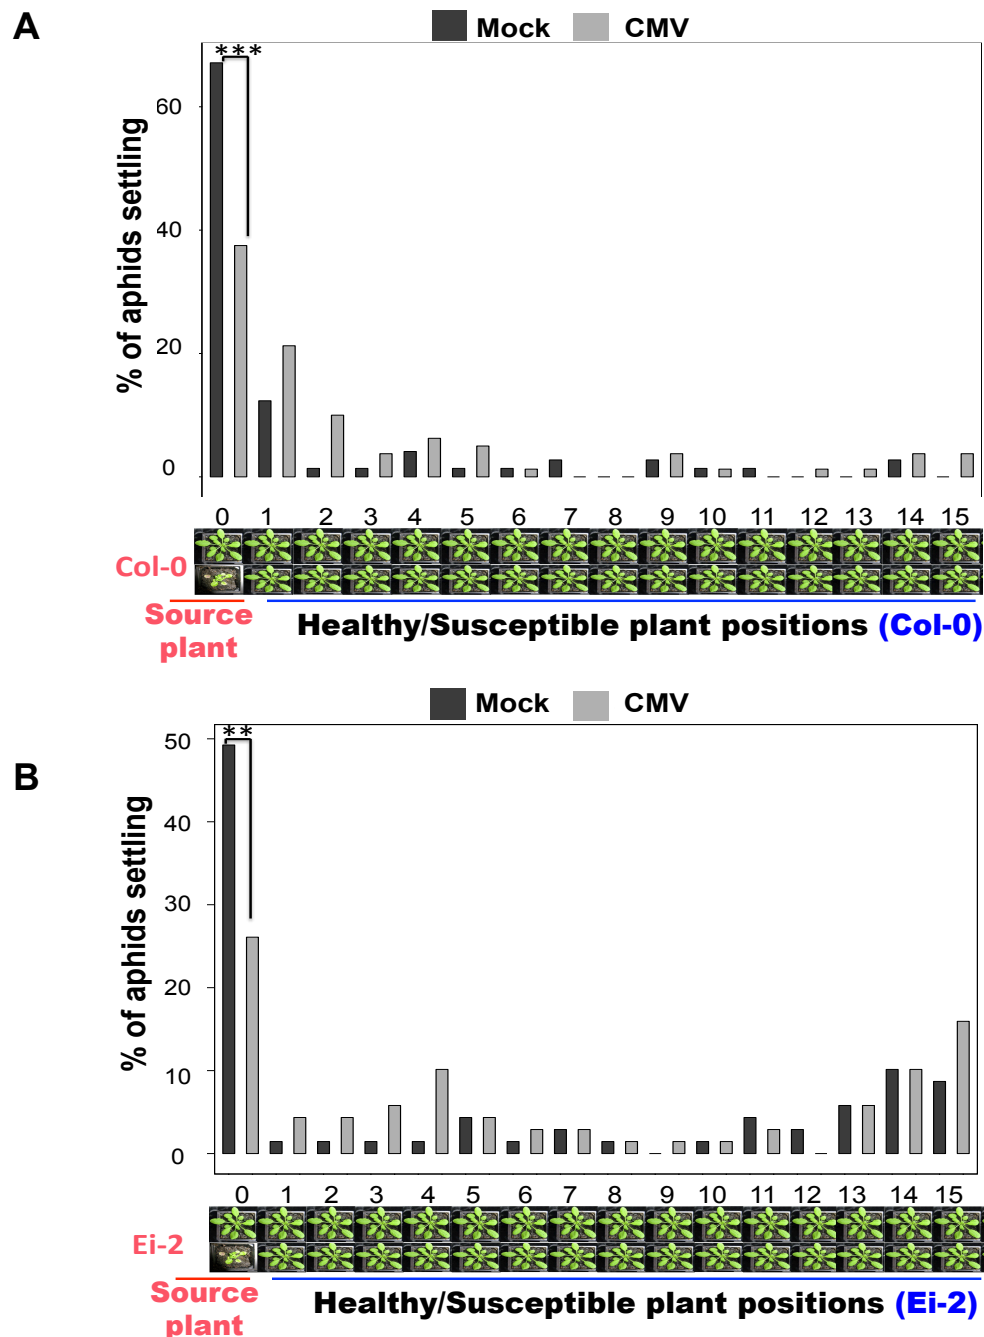 A
Mock CMV
***
% of aphids settling
60
40
20
0
0 1 2 3 4 5 6 7 8 9 10 11 12 13 14 15
Col-0
Source
plant
Healthy/Susceptible plant positions (Col-0)
Mock CMV
B
**
% of aphids settling
50
40
30
20
10
0
0 1 2 3 4 5 6 7 8 9 10 11 12 13 14 15
Ei-2
Source
plant
Healthy/Susceptible plant positions (Ei-2)